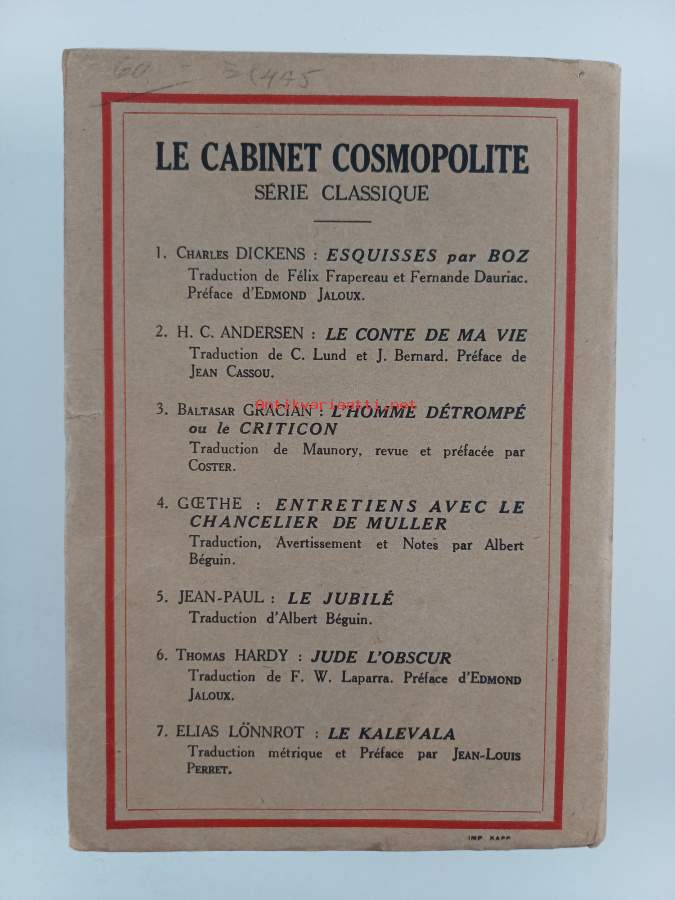 60 - 
LE CABINET COSMOPOLITE
SÉRIE CLASSIQUE
1. CHARLES DICKENS : ESQUISSES par BOZ
Traduction de Félix Frapereau et Fernande Dauriac.
Préface d'EDMOND JALOUX.
2. H. C. ANDERSEN : LE CONTE DE MA VIE
Traduction de C. Lund et J. Bernard. Préface de
JEAN CASSOU.
Antikvariaatti.net
3. BALTASAR GRACIAN : L'HOMME DÉTROMPÉ
ou le CRITICON
Traduction de Maunory, revue et préfacée par
COSTER.
4. GŒTHE : ENTRETIENS AVEC LE
CHANCELIER DE MULLER
Traduction, Avertissement et Notes par Albert
Béguin.
5. JEAN-PAUL : LE JUBILÉ
Traduction d'Albert Béguin.
6. THOMAS HARDY : JUDE L'OBSCUR
Traduction de F. W. Laparra. Préface d'EDMOND
JALOUX.
7. ELIAS LÖNNROT : LE KALEVALA
Traduction métrique et Préface par JEAN-LOUIS
PERRET.
IMP. KAPP